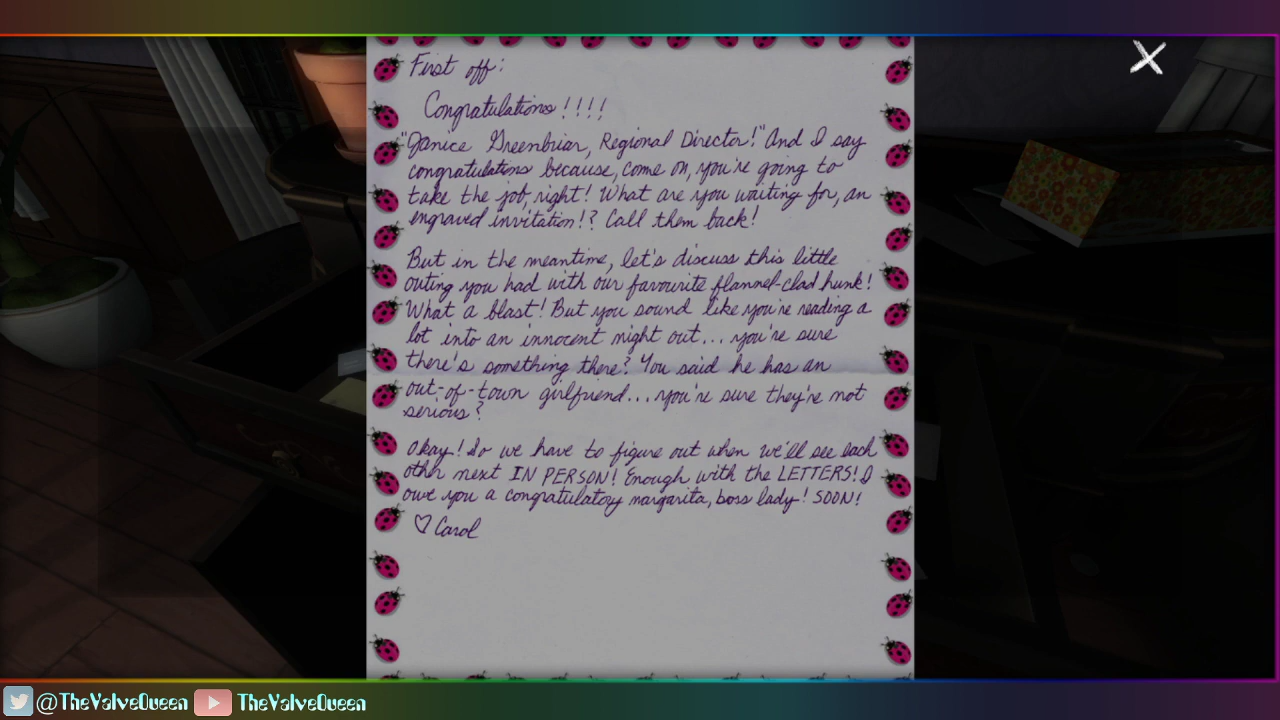 First off:
Congratulations!!!!
"Janice Greenbriar, Regional Director!" And I say
congratulations because, come on, you're going to
take the job, right! What are you waiting for, an
engraved invitation!? Call them back!
But in the meantime, let's discuss this little
outing you had with our favourite flannel-clad hunk!
What a blast! But you sound like you're reading a
lot into an innocent night out... you're sure
there's something there? You said he has an
out-of-town girlfriend... you're sure they're not
serious?
Okay! So we have to figure out when we'll see each
other next IN PERSON! Enough with the LETTERS! I
owe you a congratulatory margarita, boss lady! SOON!
♡ Carol
@TheValveQueen TheValveQueen